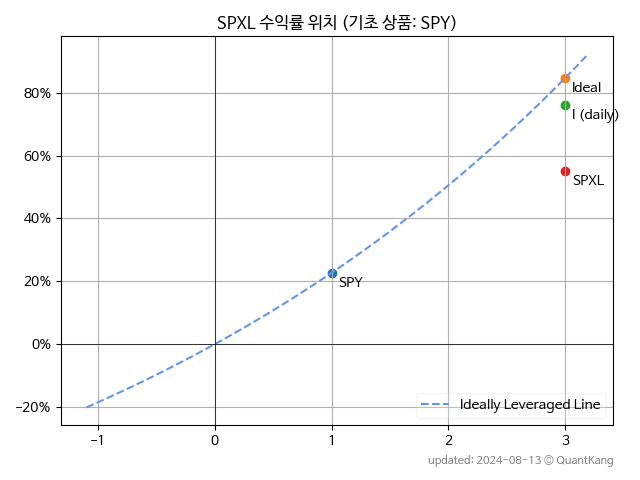 SPXL 수익률 위치 (기초 상품: SPY)
80%
60%
40%
20%
0%
−20%
Ideal
I (daily)
SPXL
SPY
Ideally Leveraged Line
−1
0
1
2
3
updated: 2024-08-13 © QuantKang